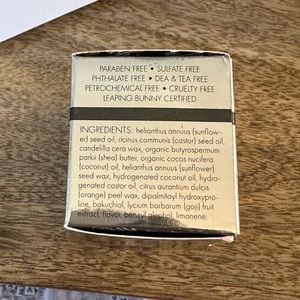 PARABEN FREE • SULFATE FREE
PHTHALATE FREE • DEA & TEA FREE
PETROCHEMICAL FREE • CRUELTY FREE
LEAPING BUNNY CERTIFIED
INGREDIENTS: helianthus annuus (sunflow-
er) seed oil, ricinus communis (castor) seed oil,
candelilla cera wax, organic butyrospermum
parkii (shea) butter, organic cocos nucifera
(coconut) oil, helianthus annuus (sunflower)
seed wax, hydrogenated coconut oil, hydro-
genated castor oil, citrus aurantium dulcis
(orange) peel wax, dipalmitoyl hydroxypro-
line, bakuchiol, lycium barbarum (goji) fruit
extract, flavor, benzyl alcohol, limonene.